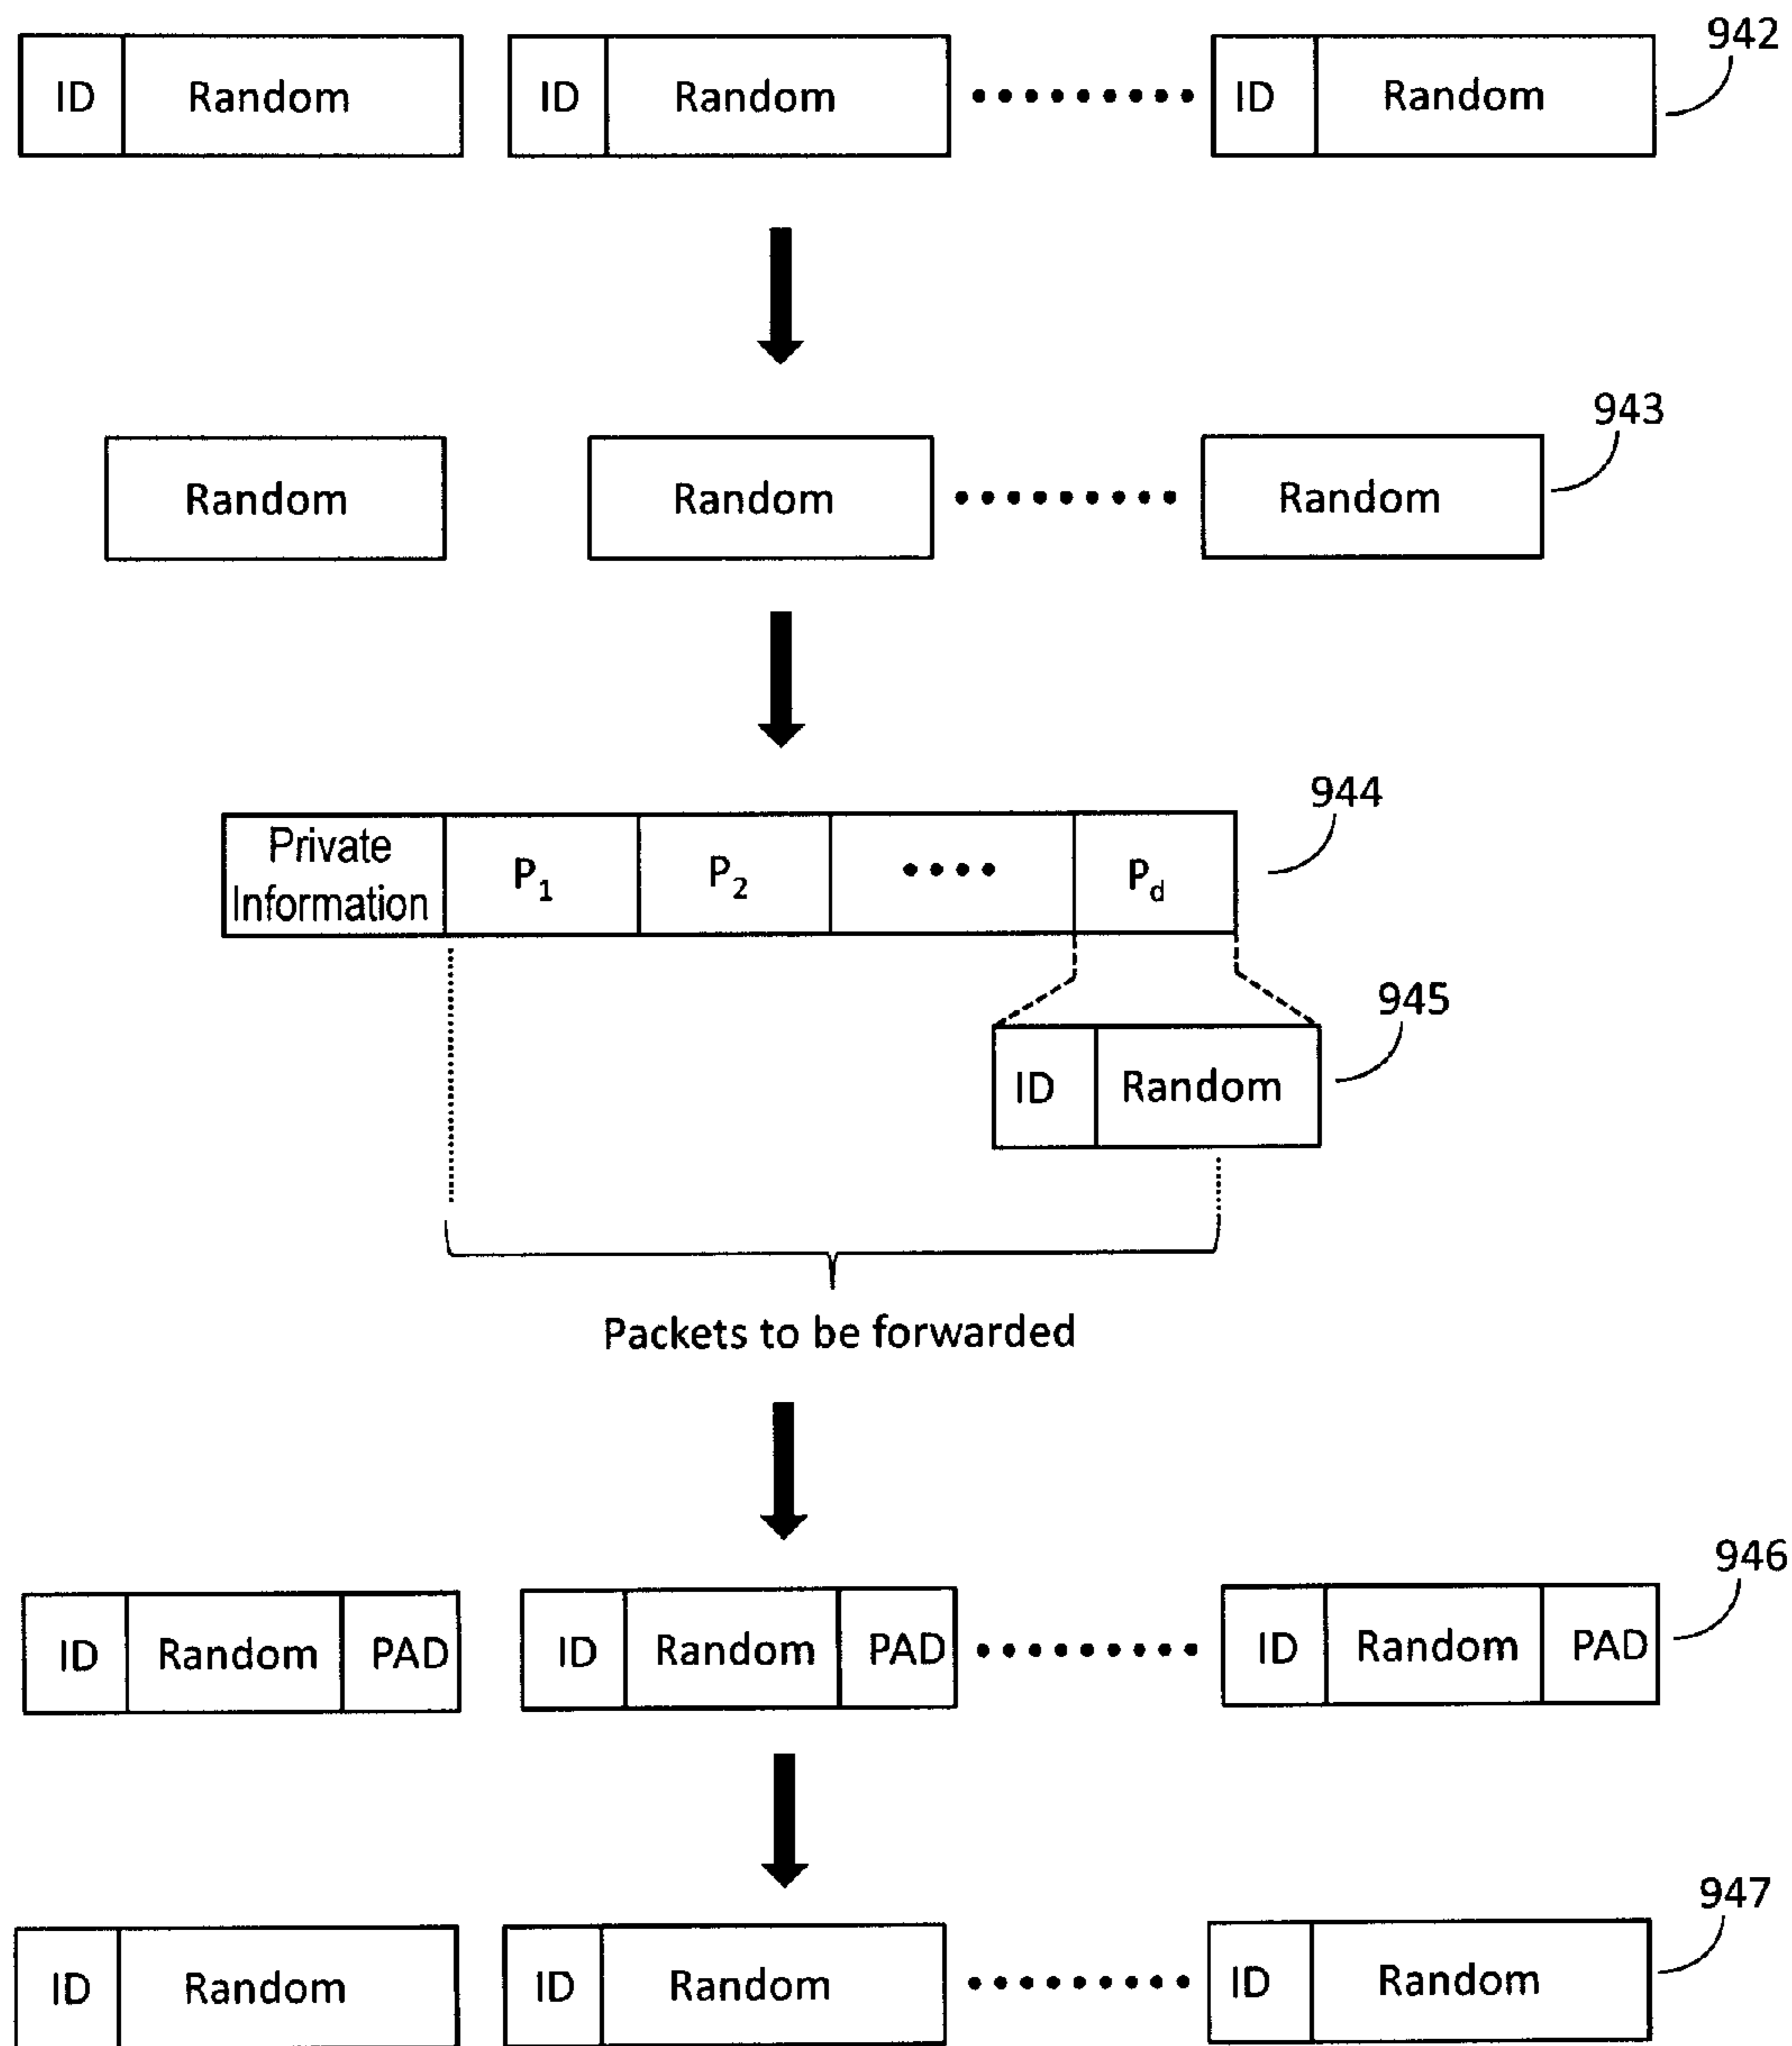 942
ID Random ID Random ......... ID Random
943
Random Random ......... Random
944
Private
Information P₁ P₂ .... P_d
945
ID Random
Packets to be forwarded
946
ID Random PAD ID Random PAD ......... ID Random PAD
947
ID Random ID Random ......... ID Random